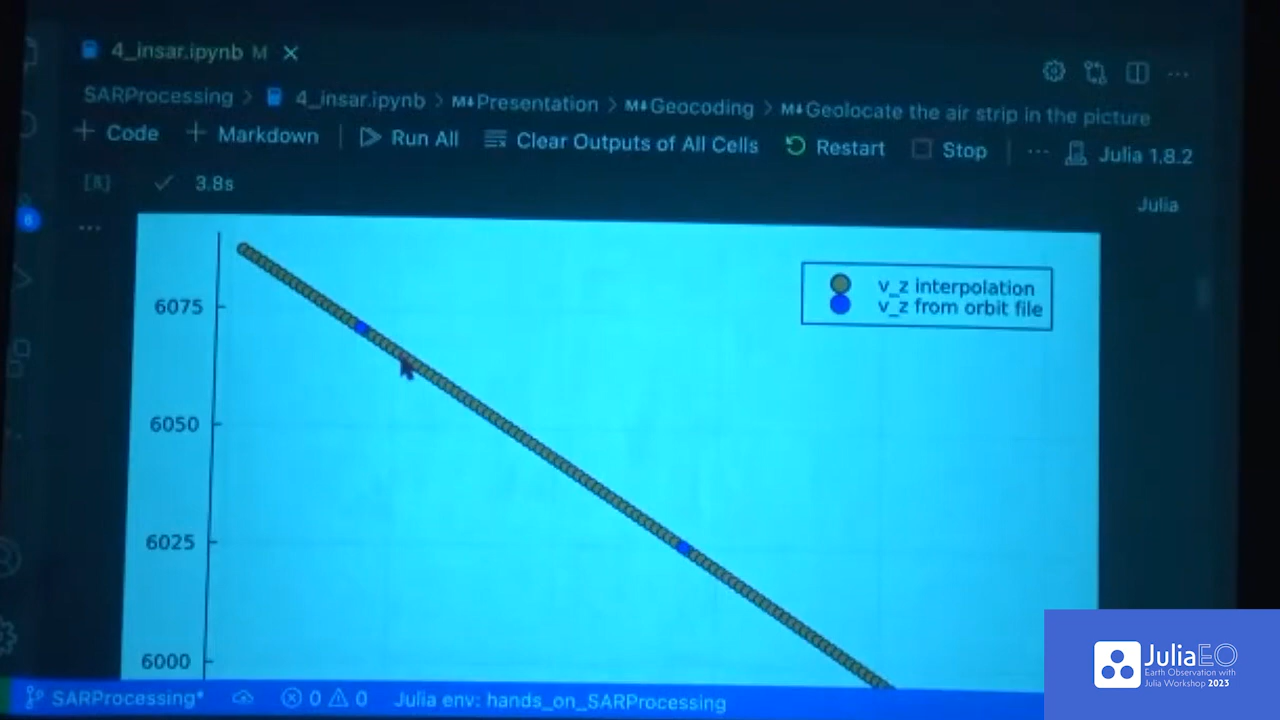 4_insar.ipynb M
SARProcessing > 4_insar.ipynb > M↓Presentation > M↓Geocoding > M↓Geolocate the air strip in the picture
+ Code + Markdown Run All Clear Outputs of All Cells Restart Stop ... Julia 1.8.2
3.8s
Julia
...
v_z interpolation
v_z from orbit file
6075
6050
6025
6000
SARProcessing* 0 0 Julia env: hands_on_SARProcessing
JuliaEO
Earth Observation with
Julia Workshop 2023